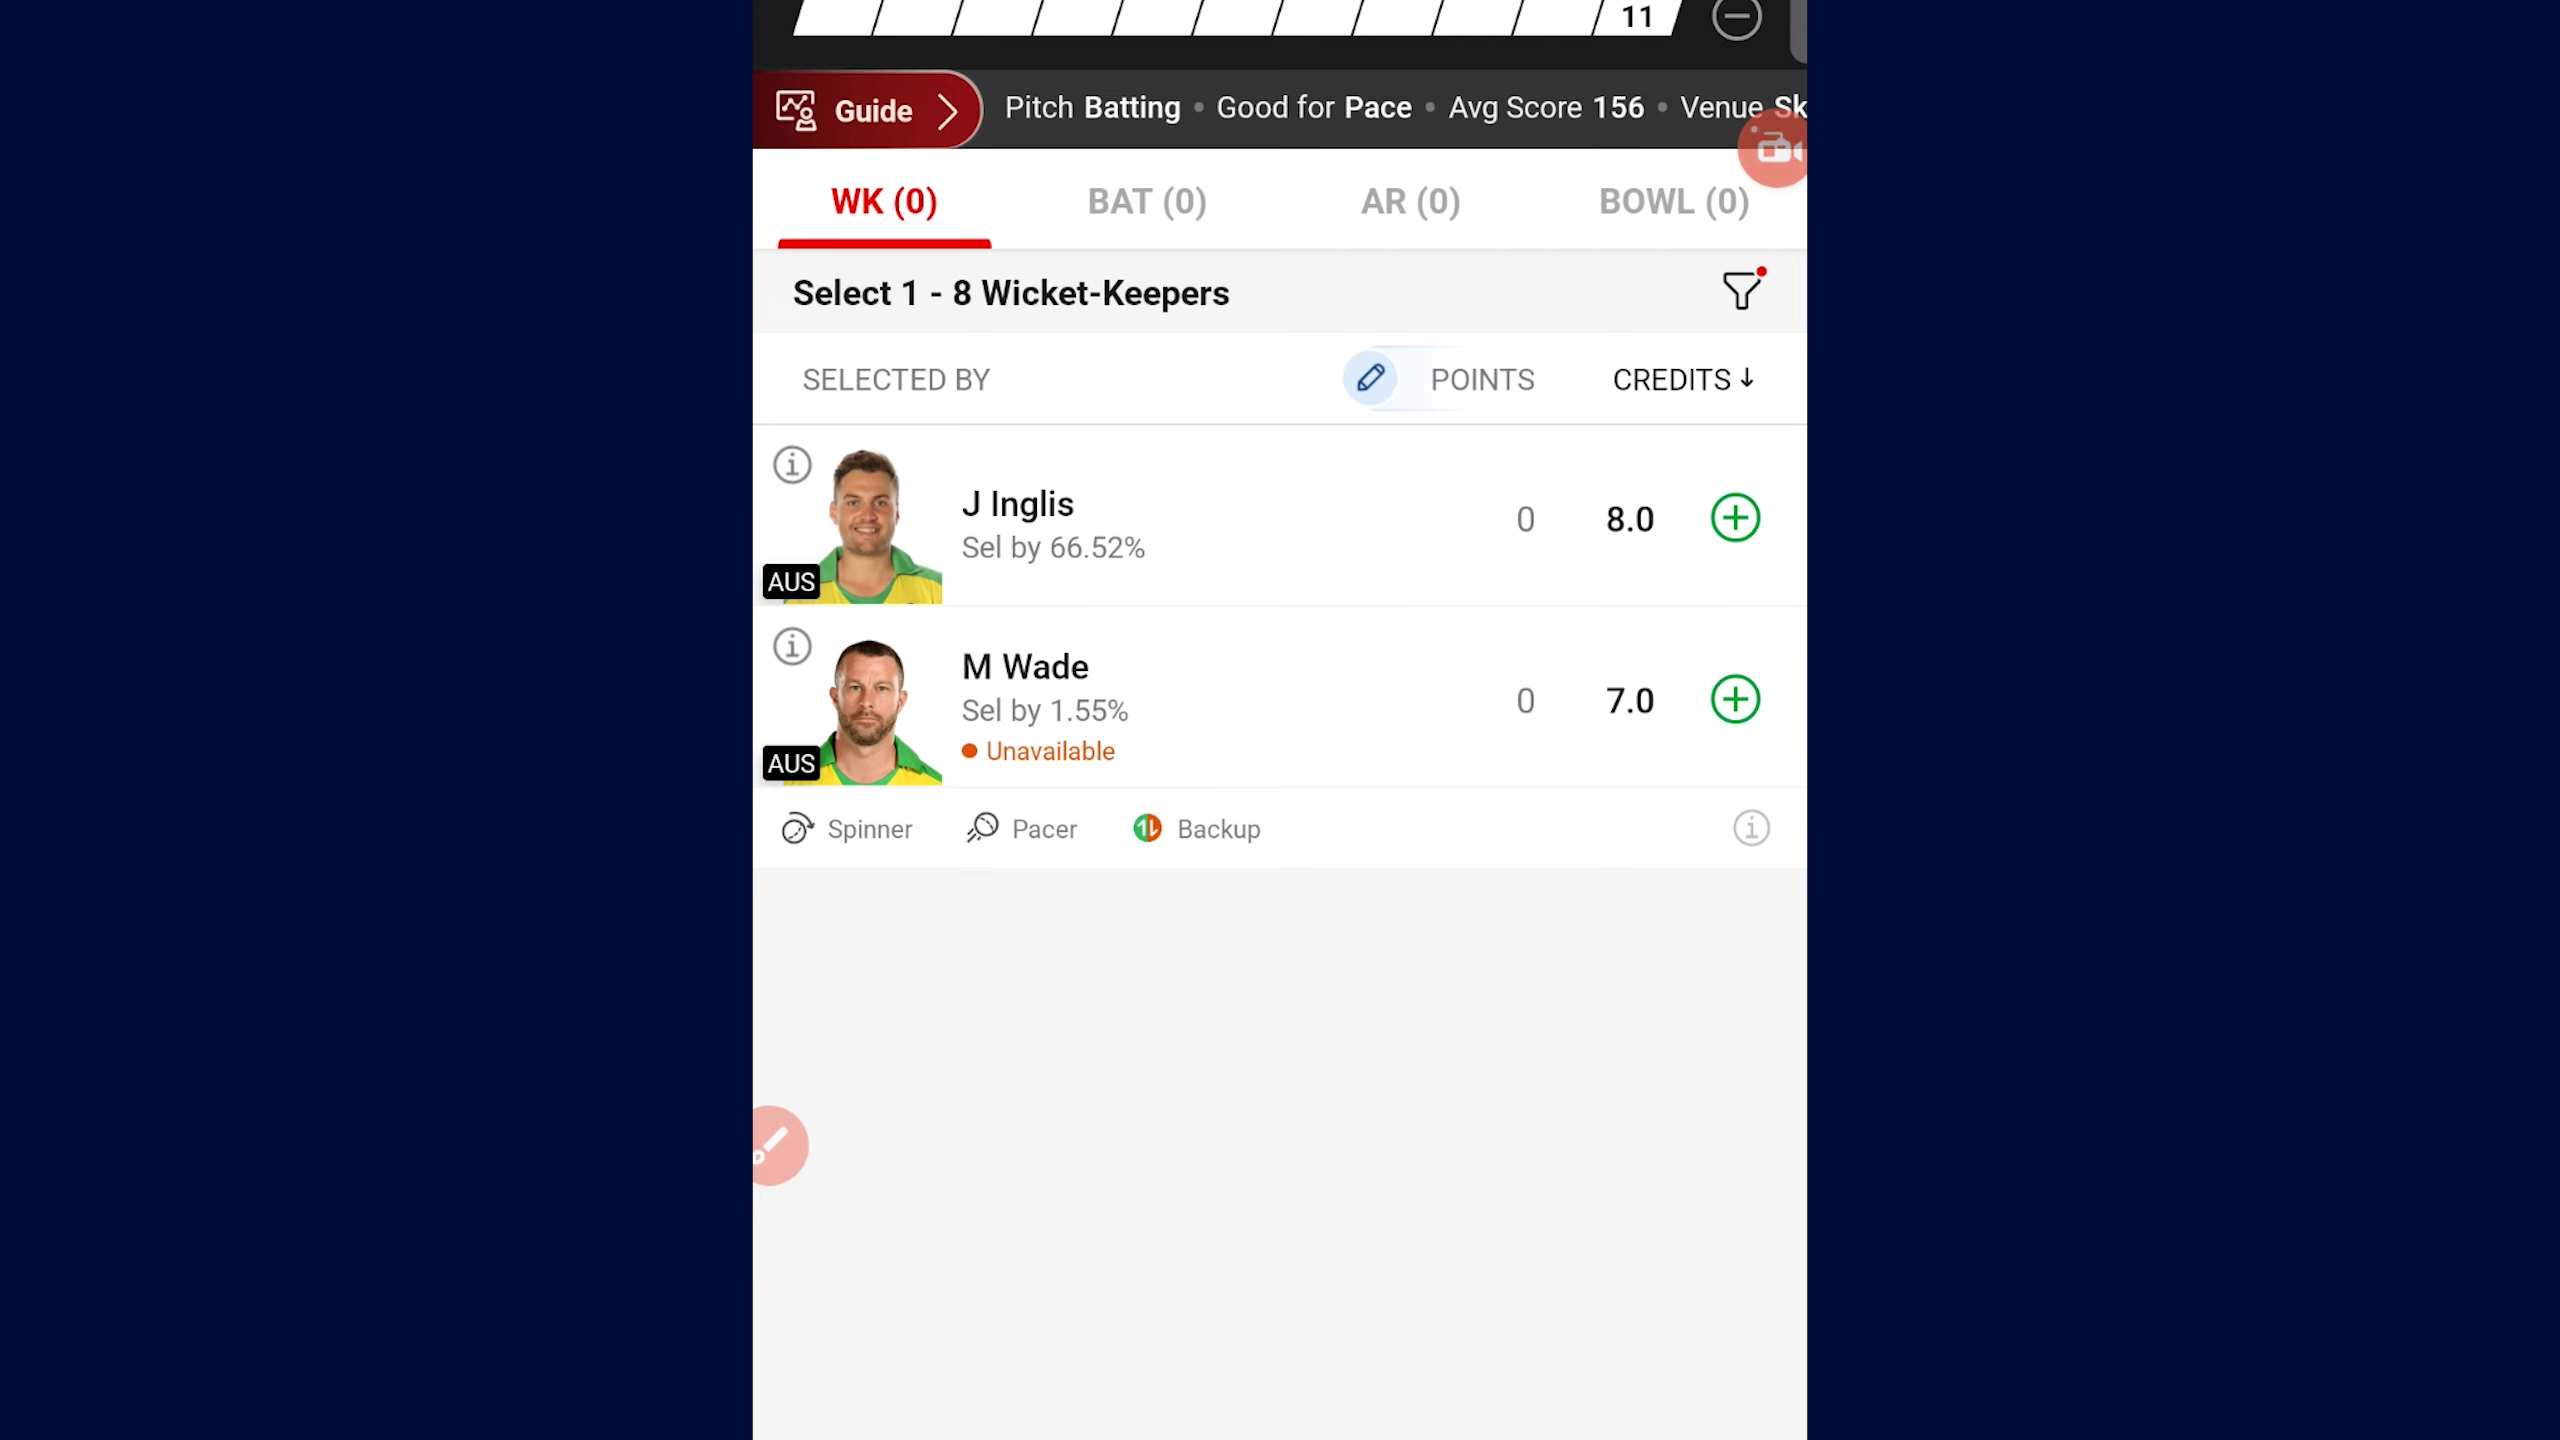 11
Guide
Pitch Batting • Good for Pace • Avg Score 156 • Venue Sk
WK (0) BAT (0) AR (0) BOWL (0)
Select 1 - 8 Wicket-Keepers
SELECTED BY POINTS CREDITS ↓
J Inglis
Sel by 66.52%
0 8.0
AUS
M Wade
Sel by 1.55%
Unavailable
0 7.0
AUS
Spinner Pacer Backup